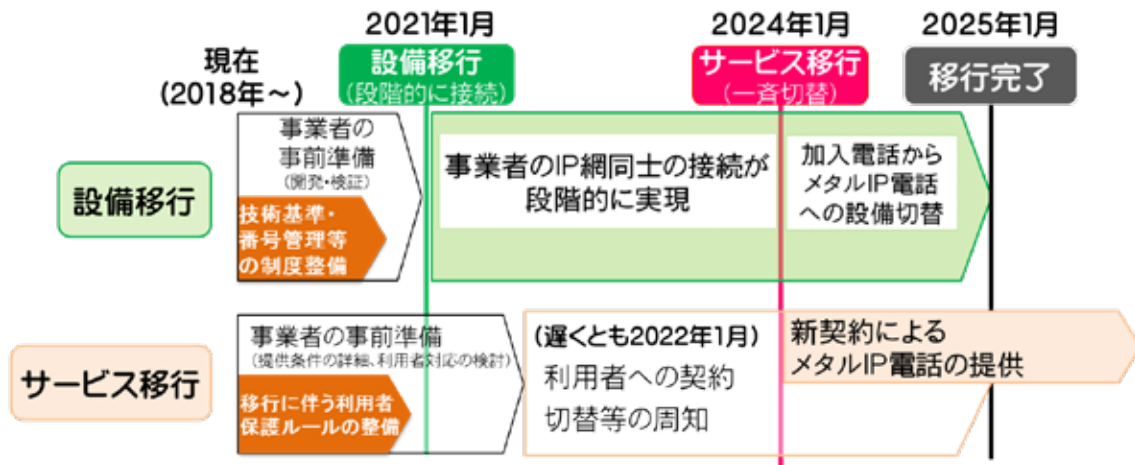 2021年1月
2024年1月
2025年1月
現在
(2018年～)
設備移行
(段階的に接続)
サービス移行
(一斉切替)
移行完了
設備移行
事業者の
事前準備
(開発・検証)
技術基準・
番号管理等
の制度整備
事業者のIP網同士の接続が
段階的に実現
加入電話から
メタルIP電話
への設備切替
サービス移行
事業者の事前準備
(提供条件の詳細、利用者対応の検討)
移行に伴う利用者
保護ルールの整備
(遅くとも2022年1月)
利用者への契約
切替等の周知
新契約による
メタルIP電話の提供